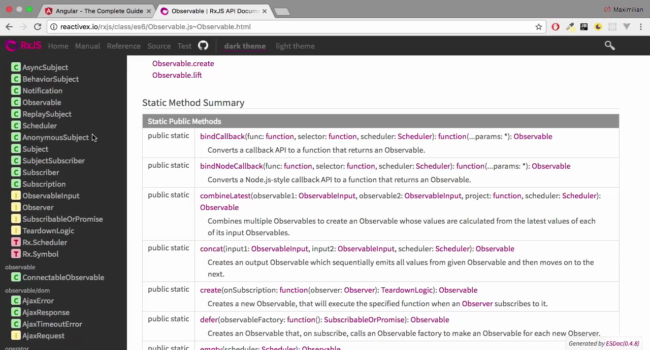 Angular - The Complete Guide
Observable | RxJS API Docum
Maximilian
reactivex.io/rxjs/class/es6/Observable.js~Observable.html
RxJS Home Manual Reference Source Test dark theme light theme
AsyncSubject
BehaviorSubject
Notification
Observable
ReplaySubject
Scheduler
AnonymousSubject
Subject
SubjectSubscriber
Subscriber
Subscription
ObservableInput
Observer
SubscribableOrPromise
TeardownLogic
Rx.Scheduler
Rx.Symbol
observable
ConnectableObservable
observable/dom
AjaxError
AjaxResponse
AjaxTimeoutError
AjaxRequest
operator
Observable.create
Observable.lift
Static Method Summary
Static Public Methods
public static bindCallback(func: function, selector: function, scheduler: Scheduler): function(...params: *): Observable
Converts a callback API to a function that returns an Observable.
public static bindNodeCallback(func: function, selector: function, scheduler: Scheduler): function(...params: *): Observable
Converts a Node.js-style callback API to a function that returns an Observable.
public static combineLatest(observable1: ObservableInput, observable2: ObservableInput, project: function, scheduler: Scheduler):
Observable
Combines multiple Observables to create an Observable whose values are calculated from the latest values of each
of its input Observables.
public static concat(input1: ObservableInput, input2: ObservableInput, scheduler: Scheduler): Observable
Creates an output Observable which sequentially emits all values from given Observable and then moves on to the
next.
public static create(onSubscription: function(observer: Observer): TeardownLogic): Observable
Creates a new Observable, that will execute the specified function when an Observer subscribes to it.
public static defer(observableFactory: function(): SubscribableOrPromise): Observable
Creates an Observable that, on subscribe, calls an Observable factory to make an Observable for each new Observer.
public static empty(scheduler: Scheduler): Observable
Generated by ESDoc(0.4.8)